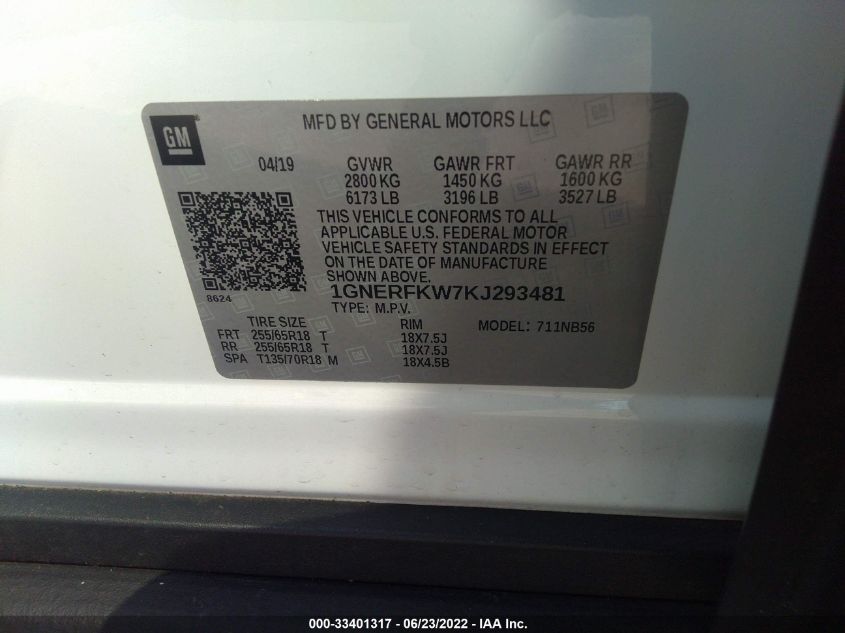 GM
MFD BY GENERAL MOTORS LLC
04/19 GVWR GAWR FRT GAWR RR
2800 KG 1450 KG 1600 KG
6173 LB 3196 LB 3527 LB
THIS VEHICLE CONFORMS TO ALL
APPLICABLE U.S. FEDERAL MOTOR
VEHICLE SAFETY STANDARDS IN EFFECT
ON THE DATE OF MANUFACTURE
SHOWN ABOVE.
8624
1GNERFKW7KJ293481
TYPE: M.P.V.
TIRE SIZE RIM MODEL: 711NB56
FRT 255/65R18 T 18X7.5J
RR 255/65R18 T 18X7.5J
SPA T135/70R18 M 18X4.5B
000-33401317 - 06/23/2022 - IAA Inc.